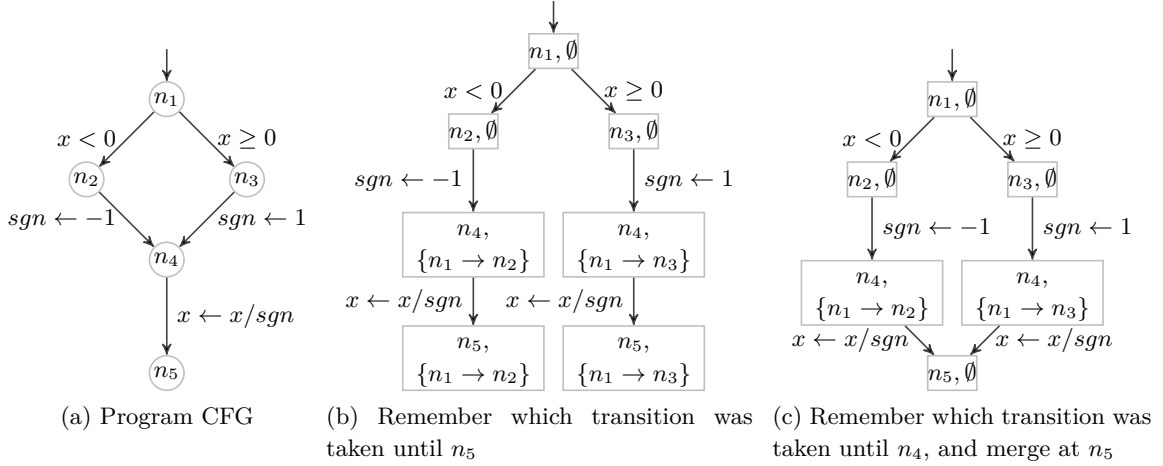 n₁
x < 0
x ≥ 0
n₂
n₃
sgn ← −1
sgn ← 1
n₄
x ← x/sgn
n₅
(a) Program CFG
n₁, ∅
x < 0
x ≥ 0
n₂, ∅
n₃, ∅
sgn ← −1
sgn ← 1
n₄,
{n₁ → n₂}
n₄,
{n₁ → n₃}
x ← x/sgn
x ← x/sgn
n₅,
{n₁ → n₂}
n₅,
{n₁ → n₃}
(b) Remember which transition was
taken until n₅
n₁, ∅
x < 0
x ≥ 0
n₂, ∅
n₃, ∅
sgn ← −1
sgn ← 1
n₄,
{n₁ → n₂}
n₄,
{n₁ → n₃}
x ← x/sgn
x ← x/sgn
n₅, ∅
(c) Remember which transition was
taken until n₄, and merge at n₅